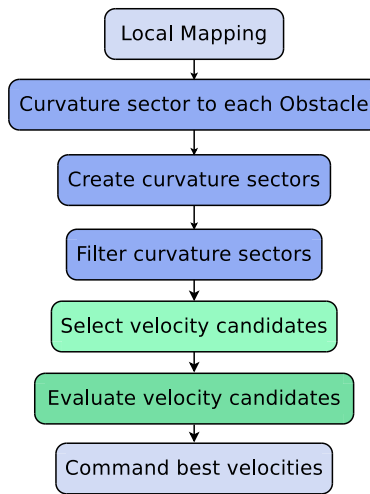 Local Mapping
Curvature sector to each Obstacle
Create curvature sectors
Filter curvature sectors
Select velocity candidates
Evaluate velocity candidates
Command best velocities